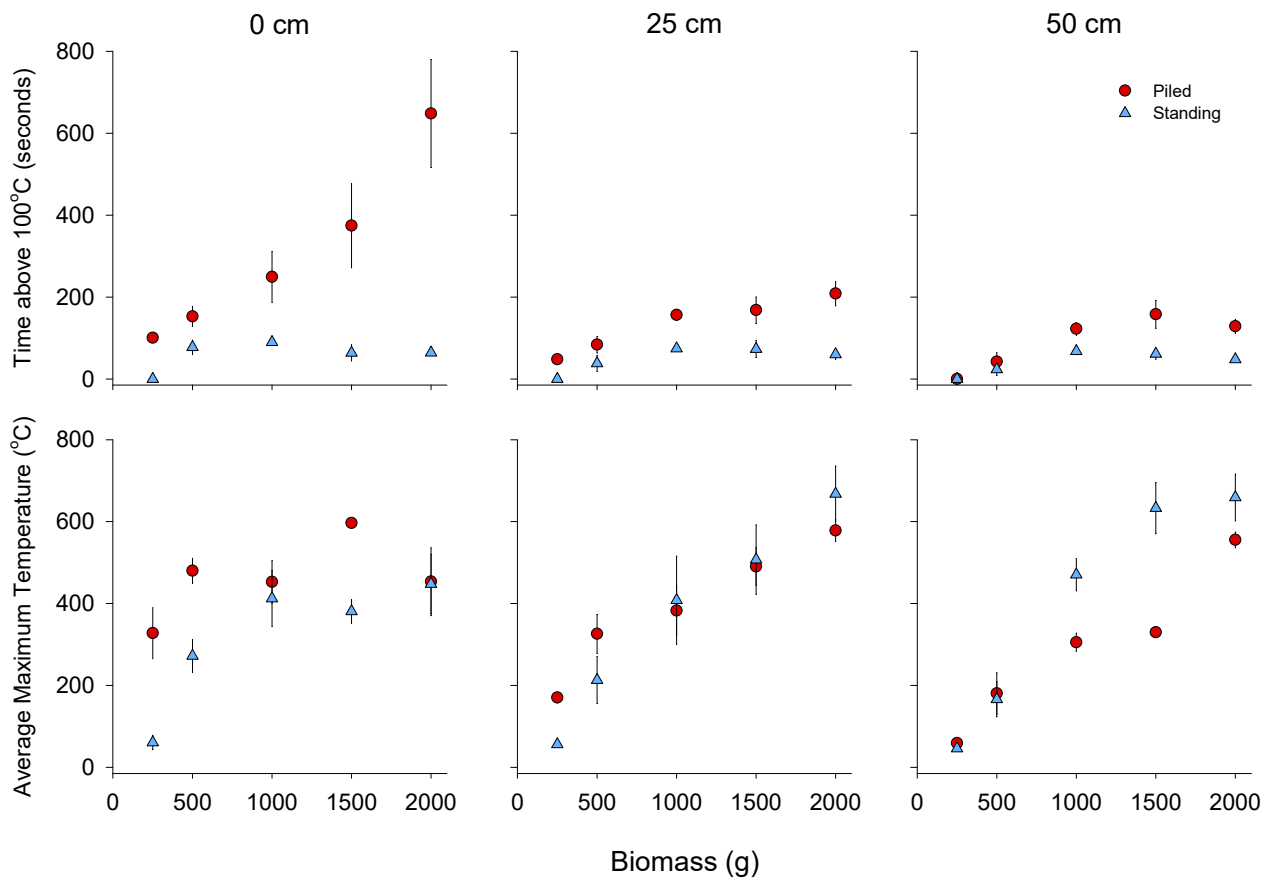 0 cm
25 cm
50 cm
Time above 100°C (seconds)
800
600
400
200
0
Piled
Standing
Average Maximum Temperature (°C)
800
600
400
200
0
0 500 1000 1500 2000
0 500 1000 1500 2000
0 500 1000 1500 2000
Biomass (g)